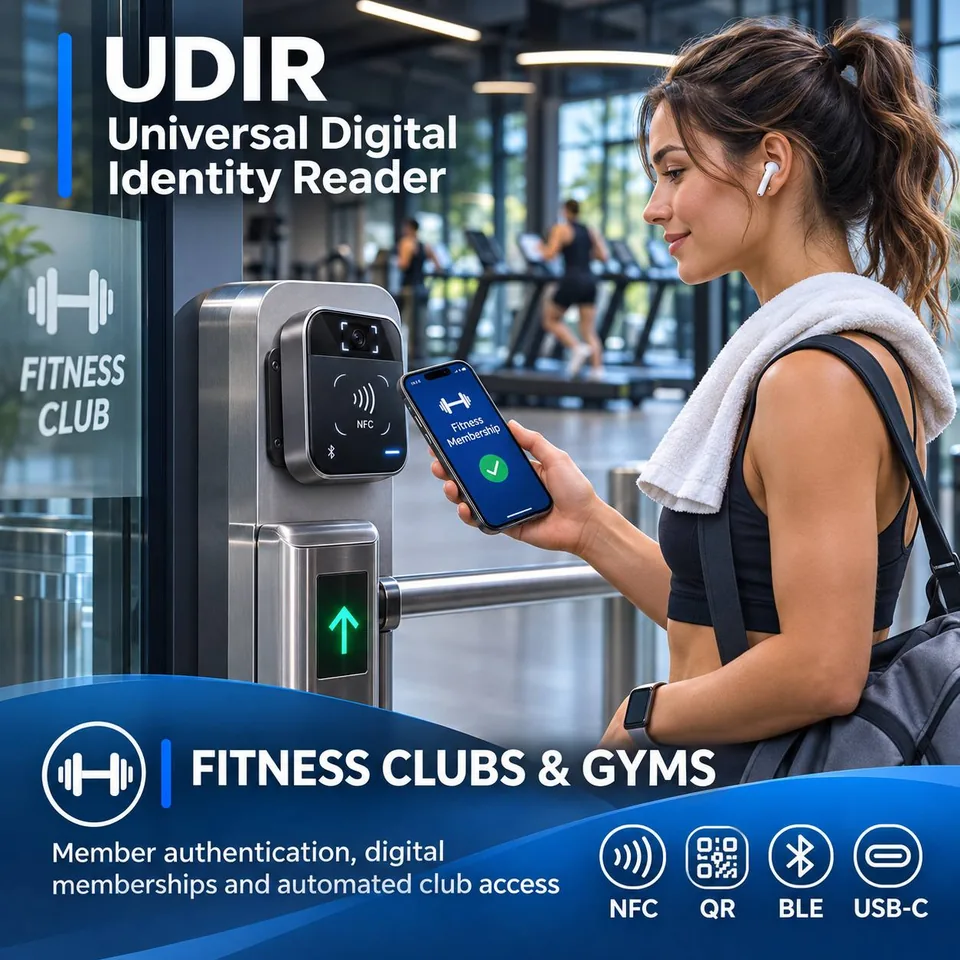 UDIR
Universal Digital
Identity Reader
FITNESS
CLUB
NFC
Fitness
Membership
FITNESS CLUBS & GYMS
Member authentication, digital
memberships and automated club access
NFC
QR
BLE
USB-C